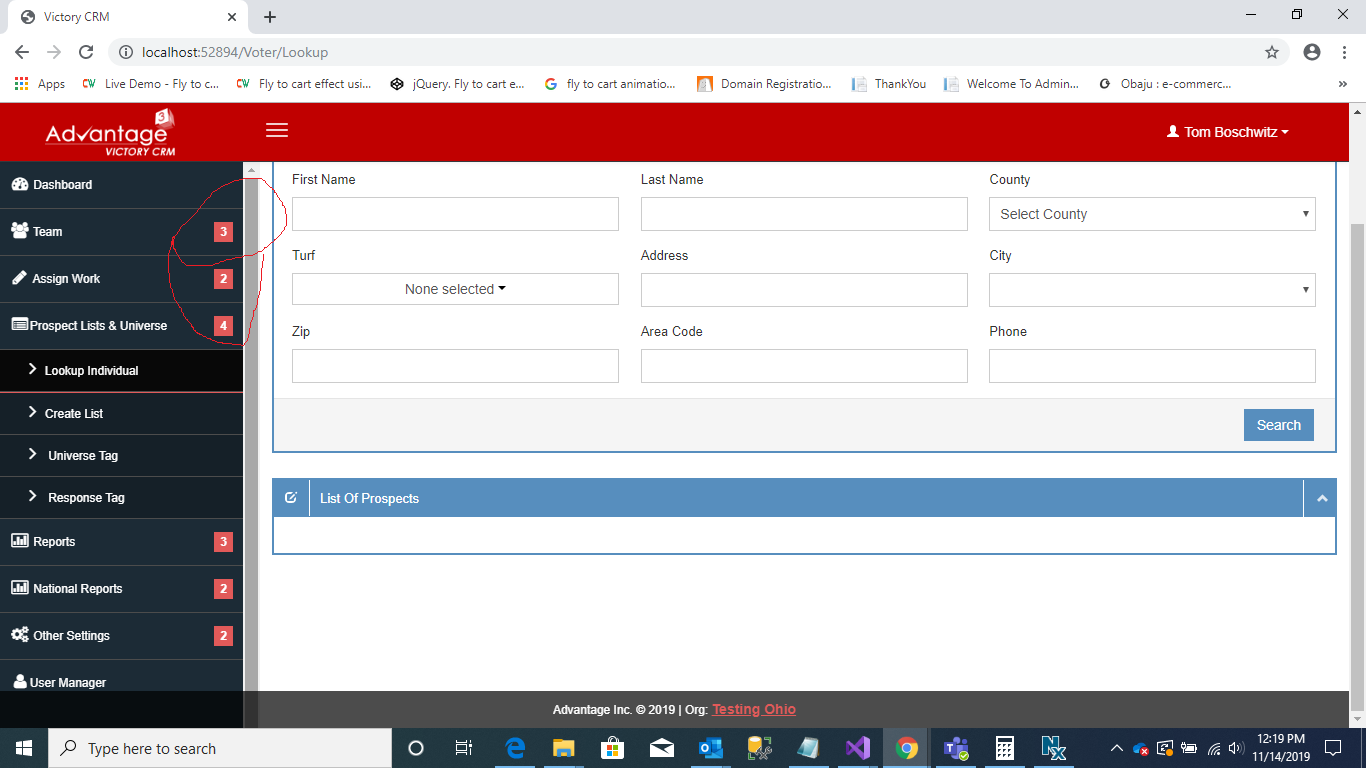 Victory CRM
localhost:52894/Voter/Lookup
Apps
Live Demo - Fly to c...
Fly to cart effect usi...
jQuery. Fly to cart e...
fly to cart animatio...
Domain Registratio...
ThankYou
Welcome To Admin...
Obaju : e-commerc...
Advantage 3
VICTORY CRM
Tom Boschwitz
Dashboard
Team 3
Assign Work 2
Prospect Lists & Universe 4
Lookup Individual
Create List
Universe Tag
Response Tag
Reports 3
National Reports 2
Other Settings 2
User Manager
First Name
Last Name
County
Select County
Turf
Address
City
None selected
Zip
Area Code
Phone
Search
List Of Prospects
Advantage Inc. © 2019 | Org: Testing Ohio
Type here to search
12:19 PM
11/14/2019